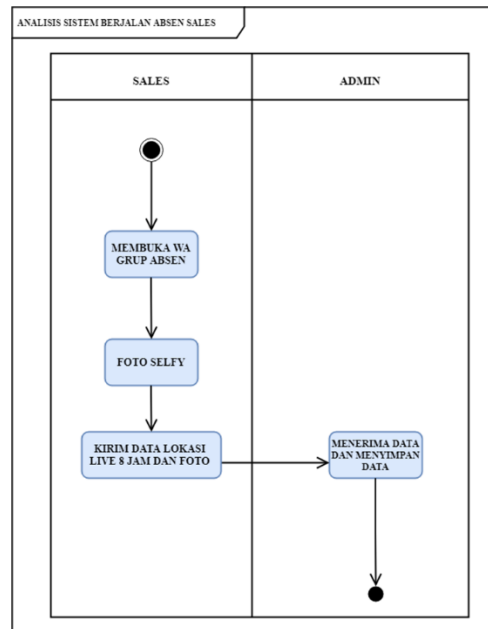 ANALISIS SISTEM BERJALAN ABSEN SALES
SALES
ADMIN
MEMBUKA WA
GRUP ABSEN
FOTO SELFY
KIRIM DATA LOKASI
LIVE 8 JAM DAN FOTO
MENERIMA DATA
DAN MENYIMPAN
DATA